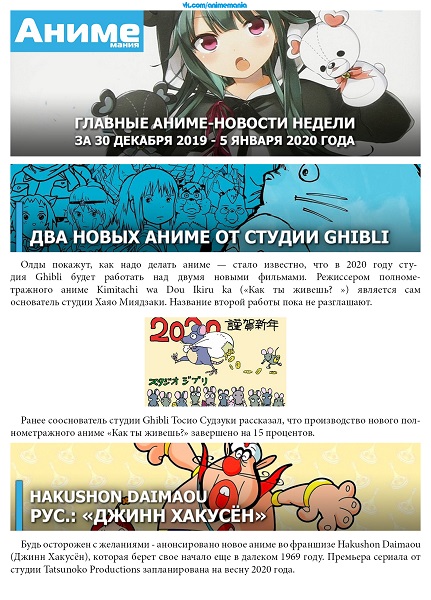 vk.com/animemania
Аниме
мания
ГЛАВНЫЕ АНИМЕ-НОВОСТИ НЕДЕЛИ
ЗА 30 ДЕКАБРЯ 2019 - 5 ЯНВАРЯ 2020 ГОДА
ДВА НОВЫХ АНИМЕ ОТ СТУДИИ GHIBLI
Олды покажут, как надо делать аниме — стало известно, что в 2020 году сту-
дия Ghibli будет работать над двумя новыми фильмами. Режиссером полноме-
тражного аниме Kimitachi wa Dou Ikiru ka («Как ты живешь? ») является сам
основатель студии Хаяо Миядзаки. Название второй работы пока не разглашают.
2020 謹賀新年
スタジオジブリ
Ранее сооснователь студии Ghibli Тосио Судзуки рассказал, что производство нового пол-
нометражного аниме «Как ты живешь?» завершено на 15 процентов.
HAKUSHON DAIMAOU
РУС.: «ДЖИНН ХАКУСЁН»
Будь осторожен с желаниями - анонсировано новое аниме во франшизе Hakushon Daimaou
(Джинн Хакусён), которая берет свое начало еще в далеком 1969 году. Премьера сериала от
студии Tatsunoko Productions запланирована на весну 2020 года.